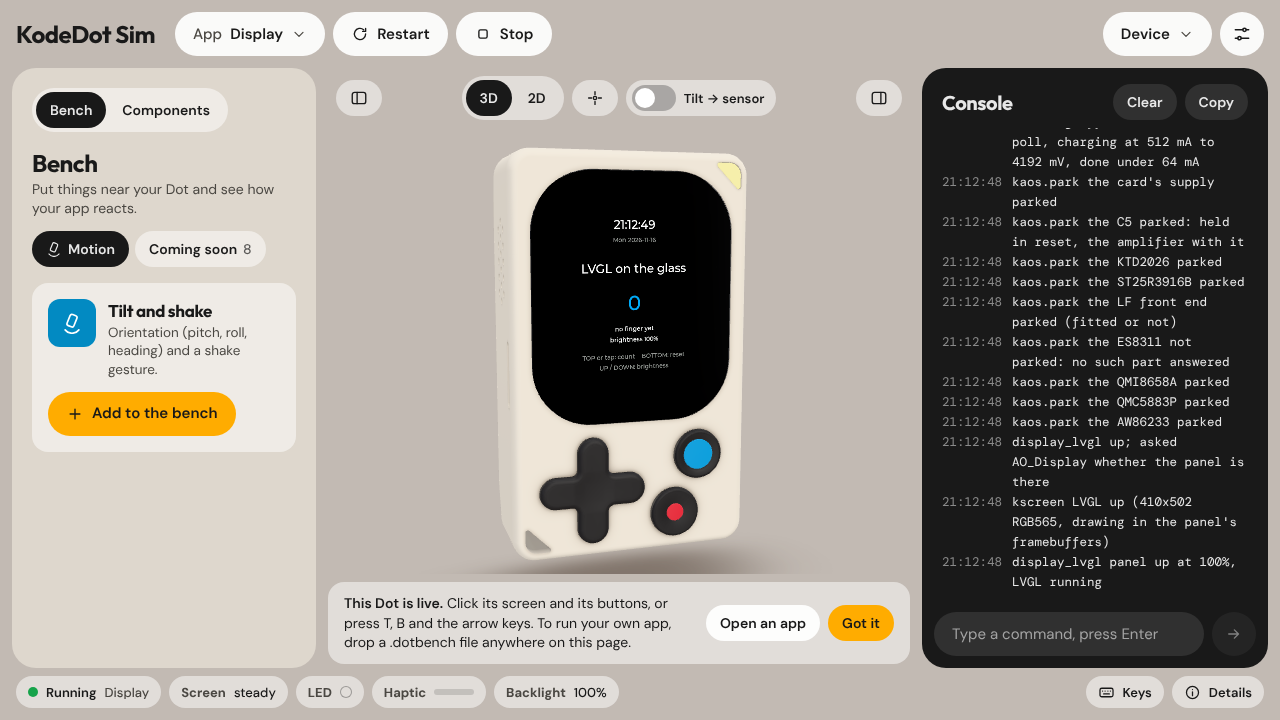 KodeDot Sim
App Display
Restart
Stop
Device
Bench
Components
Bench
Put things near your Dot and see how
your app reacts.
Motion
Coming soon 8
Tilt and shake
Orientation (pitch, roll,
heading) and a shake
gesture.
Add to the bench
3D
2D
Tilt → sensor
21:12:49
Mon 2026-11-16
LVGL on the glass
0
no finger yet
brightness 100%
TOP or tap: count BOTTOM: reset
UP / DOWN: brightness
This Dot is live. Click its screen and its buttons, or
press T, B and the arrow keys. To run your own app,
drop a .dotbench file anywhere on this page.
Open an app
Got it
Console
Clear
Copy
poll, charging at 512 mA to
4192 mV, done under 64 mA
21:12:48 kaos.park the card's supply
parked
21:12:48 kaos.park the C5 parked: held
in reset, the amplifier with it
21:12:48 kaos.park the KTD2026 parked
21:12:48 kaos.park the ST25R3916B parked
21:12:48 kaos.park the LF front end
parked (fitted or not)
21:12:48 kaos.park the ES8311 not
parked: no such part answered
21:12:48 kaos.park the QMI8658A parked
21:12:48 kaos.park the QMC5883P parked
21:12:48 kaos.park the AW86233 parked
21:12:48 display_lvgl up; asked
AO_Display whether the panel is
there
21:12:48 kscreen LVGL up (410x502
RGB565, drawing in the panel's
framebuffers)
21:12:48 display_lvgl panel up at 100%,
LVGL running
Type a command, press Enter
Running Display
Screen steady
LED
Haptic
Backlight 100%
Keys
Details